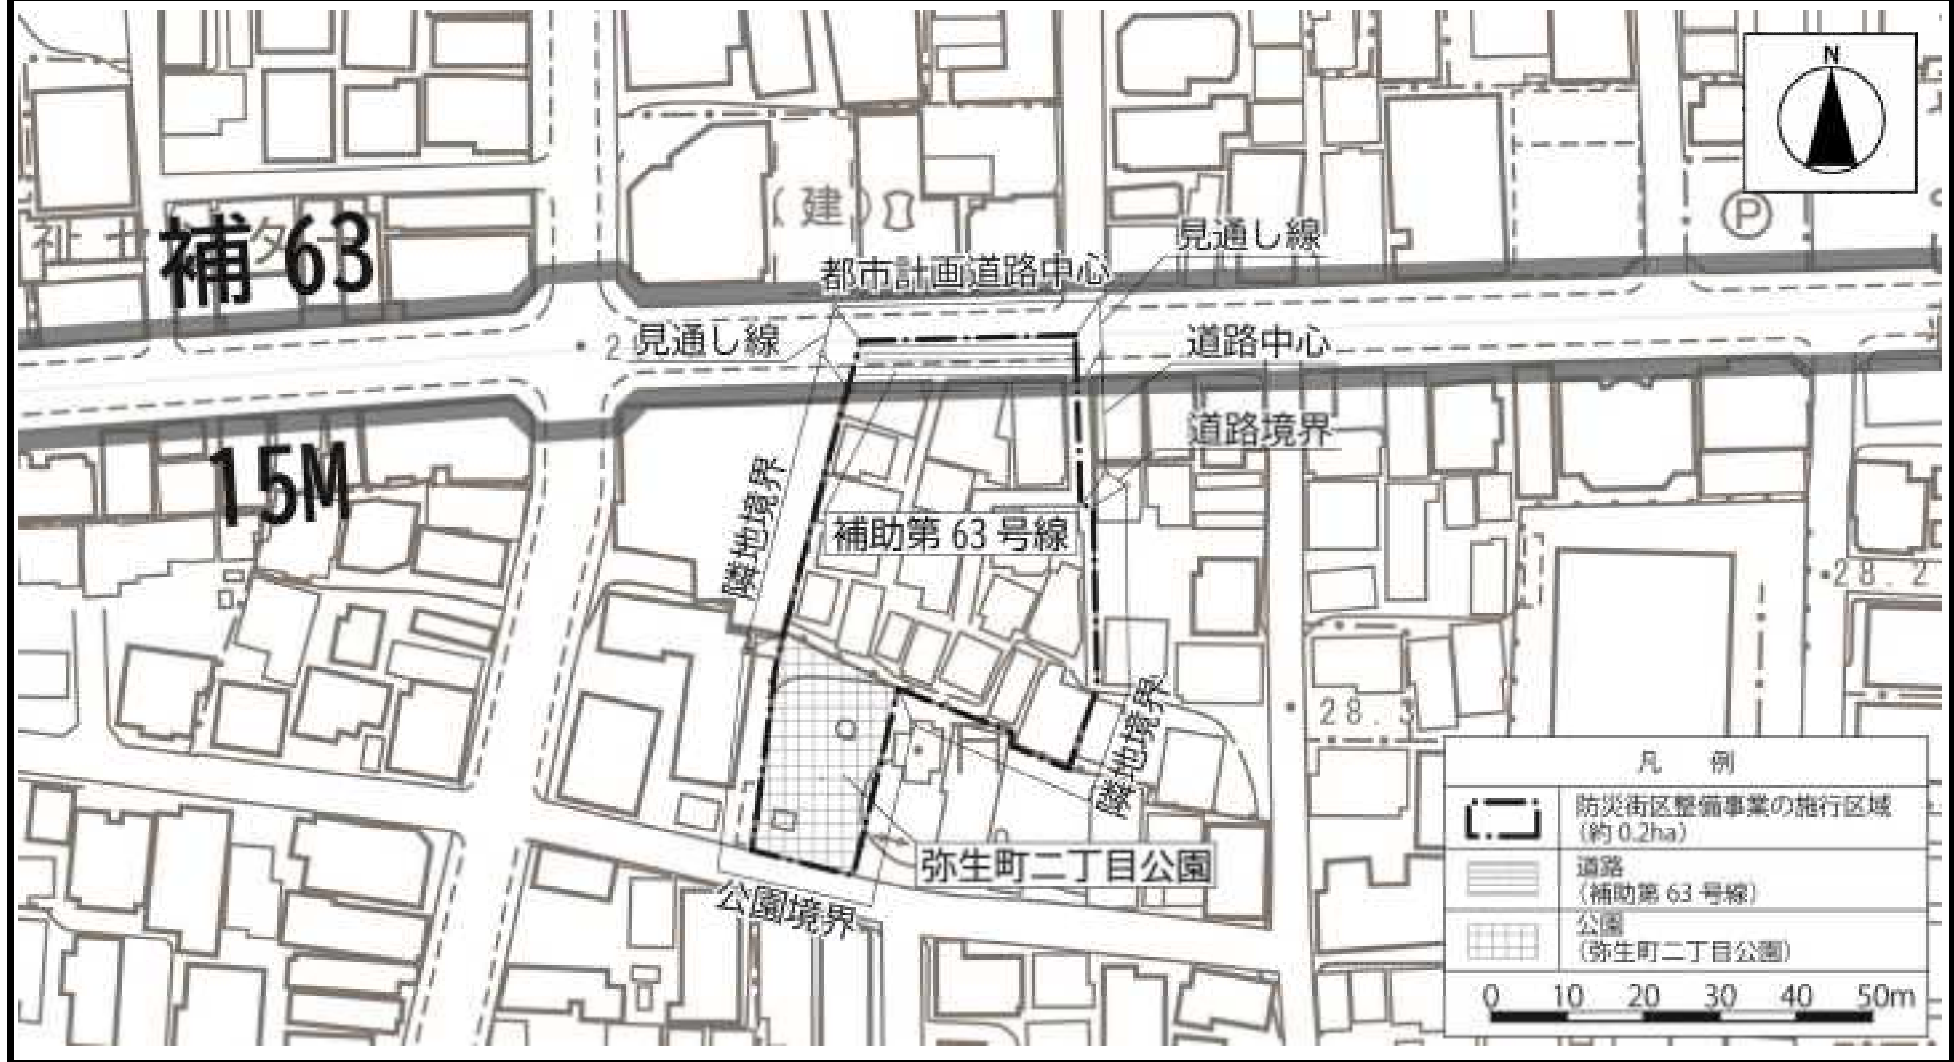 N
(建)
P
補 63
見通し線
都市計画道路中心
見通し線
道路中心
道路境界
15M
隣地境界
補助第 63 号線
28.2
28.3
隣地境界
弥生町二丁目公園
公園境界
凡 例
防災街区整備事業の施行区域
(約 0.2ha)
道路
(補助第 63 号線)
公園
(弥生町二丁目公園)
0 10 20 30 40 50m